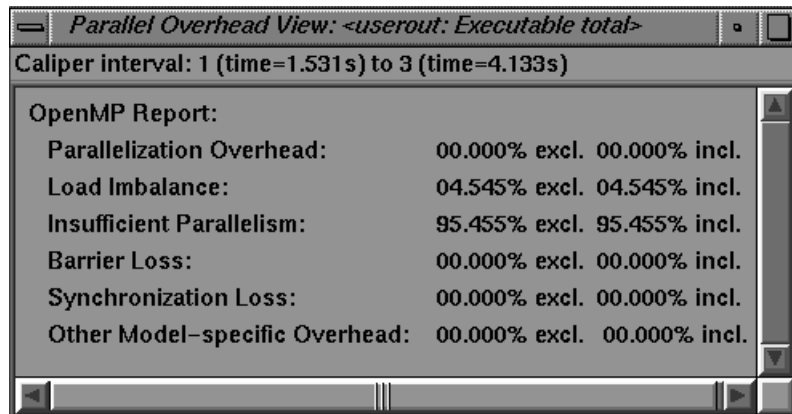 Parallel Overhead View: <userout: Executable total>
Caliper interval: 1 (time=1.531s) to 3 (time=4.133s)
OpenMP Report:
Parallelization Overhead: 00.000% excl. 00.000% incl.
Load Imbalance: 04.545% excl. 04.545% incl.
Insufficient Parallelism: 95.455% excl. 95.455% incl.
Barrier Loss: 00.000% excl. 00.000% incl.
Synchronization Loss: 00.000% excl. 00.000% incl.
Other Model-specific Overhead: 00.000% excl. 00.000% incl.